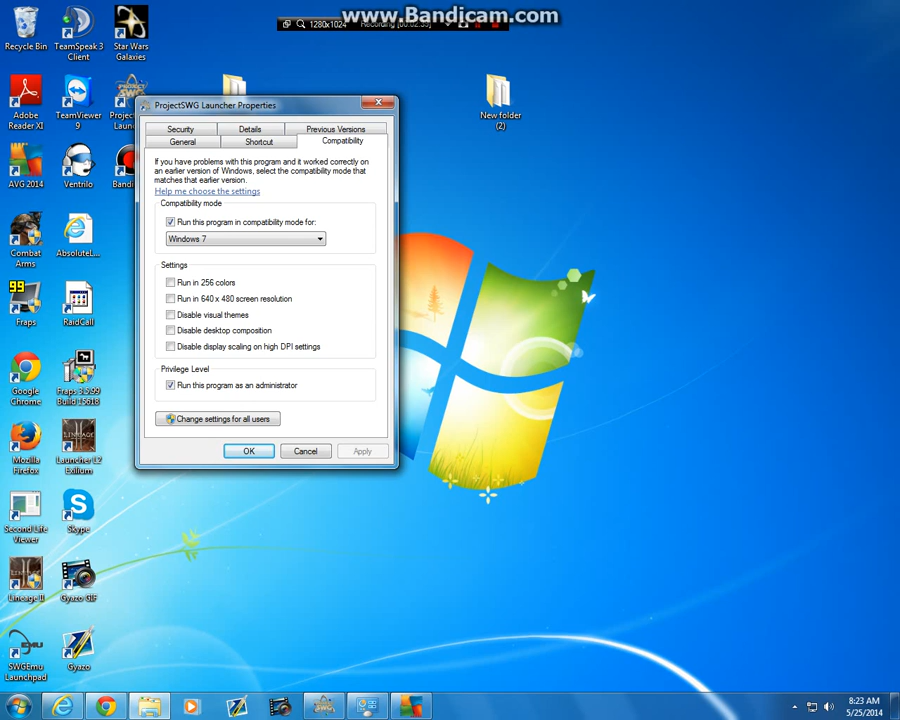 www.Bandicam.com
1280x1024
Recording
Recycle Bin
TeamSpeak 3
Client
Star Wars
Galaxies
Adobe
Reader XI
TeamViewer
9
New folder
(2)
AVG 2014
Ventrilo
Combat
Arms
AbsoluteL...
99
Fraps
RaidCall
Google
Chrome
Fraps 3.5.99
Build 15618
Mozilla
Firefox
Launcher L2
Exilium
Second Life
Viewer
Skype
Lineage II
Gyazo GIF
SWGEmu
Launchpad
Gyazo
ProjectSWG Launcher Properties
Security
Details
Previous Versions
General
Shortcut
Compatibility
If you have problems with this program and it worked correctly on
an earlier version of Windows, select the compatibility mode that
matches that earlier version.
Help me choose the settings
Compatibility mode
Run this program in compatibility mode for:
Windows 7
Settings
Run in 256 colors
Run in 640 x 480 screen resolution
Disable visual themes
Disable desktop composition
Disable display scaling on high DPI settings
Privilege Level
Run this program as an administrator
Change settings for all users
OK
Cancel
Apply
8:23 AM
5/25/2014